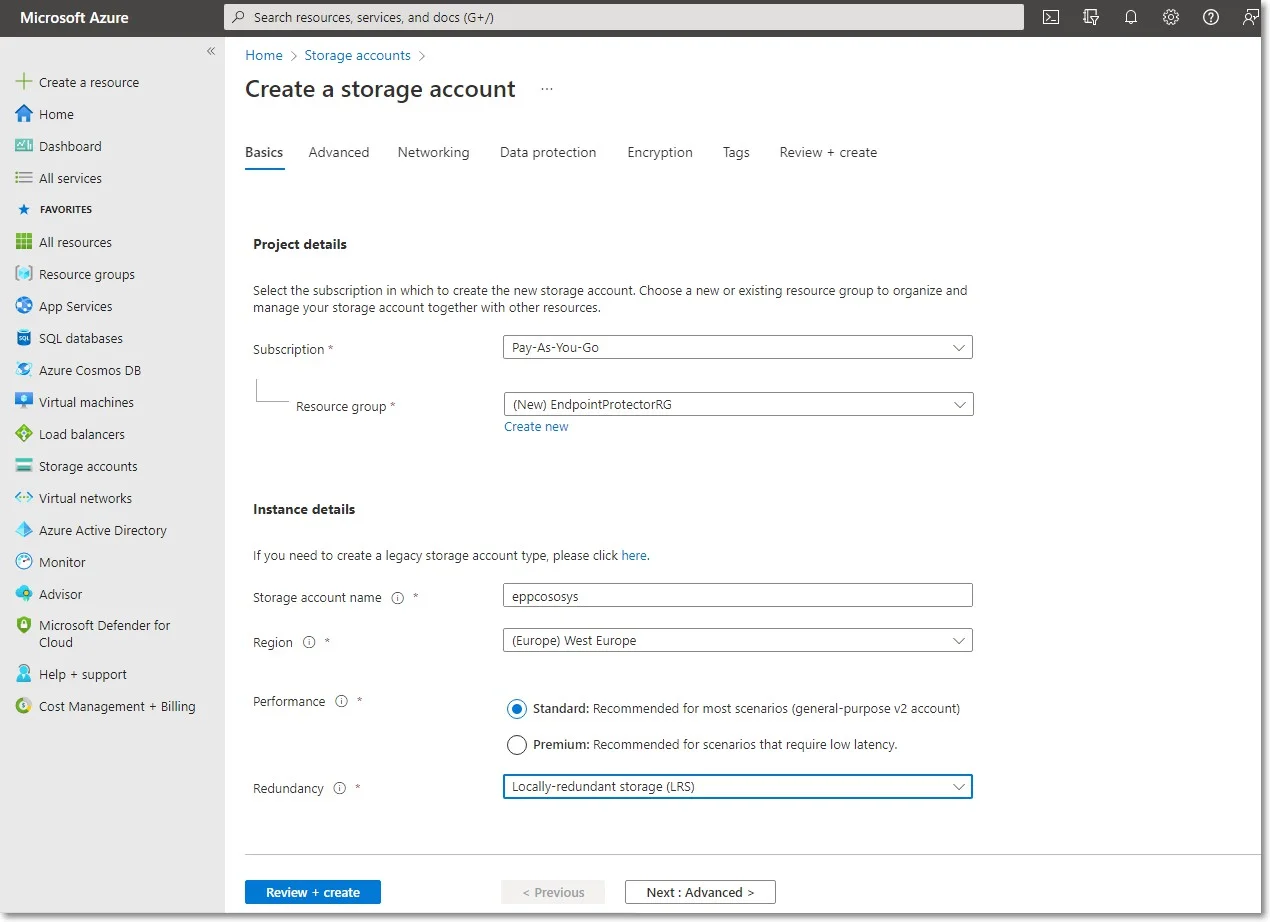 Microsoft Azure
Search resources, services, and docs (G+/)
Create a resource
Home
Dashboard
All services
FAVORITES
All resources
Resource groups
App Services
SQL databases
Azure Cosmos DB
Virtual machines
Load balancers
Storage accounts
Virtual networks
Azure Active Directory
Monitor
Advisor
Microsoft Defender for
Cloud
Help + support
Cost Management + Billing
Home > Storage accounts >
Create a storage account ...
Basics Advanced Networking Data protection Encryption Tags Review + create
Project details
Select the subscription in which to create the new storage account. Choose a new or existing resource group to organize and
manage your storage account together with other resources.
Subscription * Pay-As-You-Go
Resource group * (New) EndpointProtectorRG
Create new
Instance details
If you need to create a legacy storage account type, please click here.
Storage account name * eppcososys
Region * (Europe) West Europe
Performance * Standard: Recommended for most scenarios (general-purpose v2 account)
Premium: Recommended for scenarios that require low latency.
Redundancy * Locally-redundant storage (LRS)
Review + create < Previous Next : Advanced >